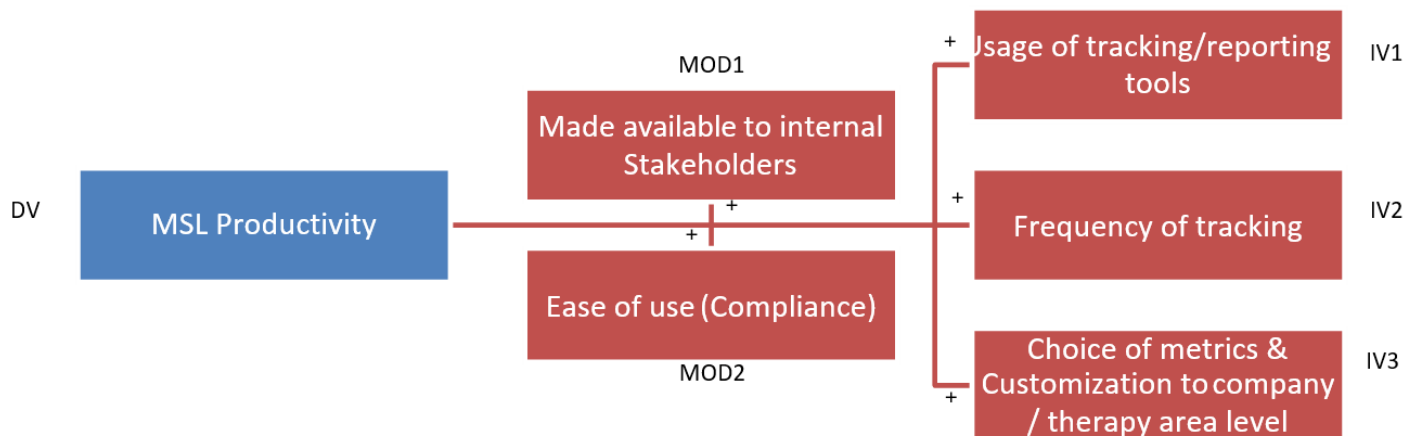 +
Usage of tracking/reporting
tools
IV1
MOD1
Made available to internal
Stakeholders
DV
MSL Productivity
+
+
+
Frequency of tracking
IV2
Ease of use (Compliance)
MOD2
Choice of metrics &
Customization to company
/ therapy area level
IV3
+